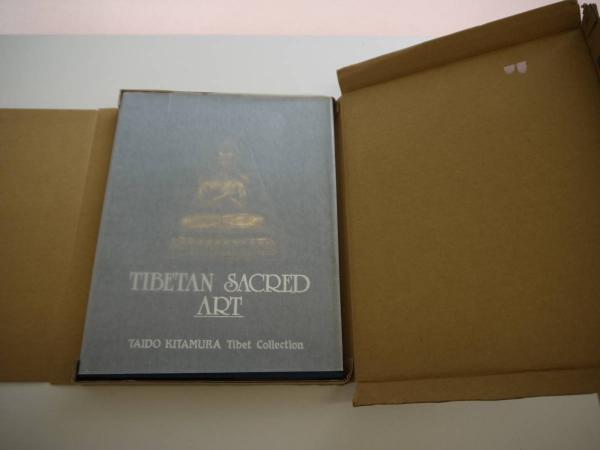 TIBETAN SACRED
ART
TAIDO KITAMURA Tibet Collection